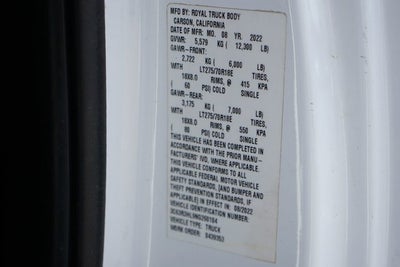 MFD BY: ROYAL TRUCK BODY
CARSON, CALIFORNIA
DATE OF MFR: MO. 08 YR. 2022
GVWR: 5,579 KG ( 12,300 LB)
GAWR-FRONT:
2,722 KG ( 6,000 LB)
WITH LT275/70R18E TIRES,
18X8.0 RIMS, @ 415 KPA
( 60 PSI) COLD SINGLE
GAWR-REAR:
3,175 KG ( 7,000 LB)
WITH LT275/70R18E TIRES,
18X8.0 RIMS, @ 550 KPA
( 80 PSI) COLD SINGLE
THIS VEHICLE HAS BEEN COMPLETED IN
ACCORDANCE WITH THE PRIOR MANU-
FACTURERS' IVD, WHERE APPLICABLE.
THIS VEHICLE CONFORMS TO ALL
APPLICABLE FEDERAL MOTOR VEHICLE
SAFETY STANDARDS, [AND BUMPER AND
THEFT PREVENTION STANDARDS, IF
APPLICABLE] IN EFFECT IN 08/2022
VEHICLE TYPE: TRUCK
WORK ORDER: